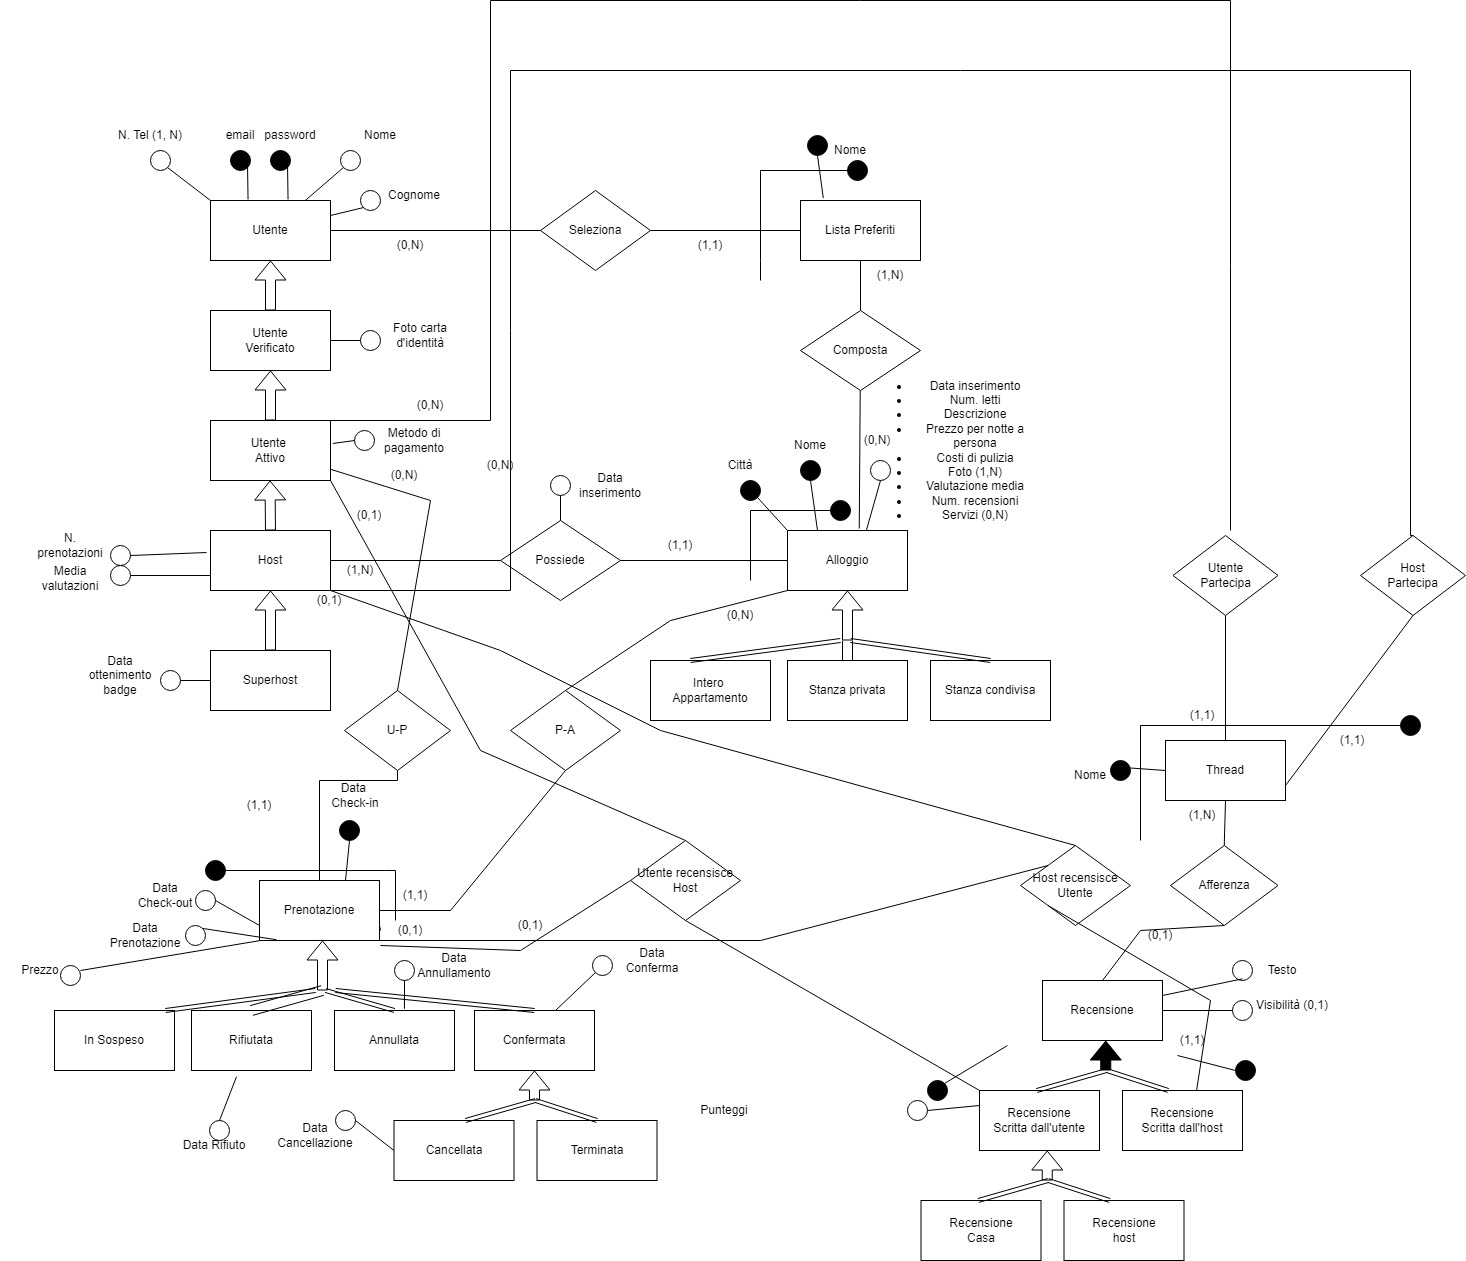 N. Tel (1, N)
email
password
Nome
Cognome
Utente
(0,N)
Seleziona
(1,1)
Nome
Lista Preferiti
(1,N)
Utente
Verificato
Foto carta
d'identità
Composta
Data inserimento
Num. letti
Descrizione
Prezzo per notte a
persona
Costi di pulizia
Foto (1,N)
Valutazione media
Num. recensioni
Servizi (0,N)
(0,N)
Utente
Attivo
Metodo di
pagamento
(0,N)
(0,N)
(0,1)
Data
inserimento
Città
Nome
(0,N)
N.
prenotazioni
Media
valutazioni
Host
(1,N)
(0,1)
Possiede
(1,1)
Alloggio
(0,N)
Utente
Partecipa
Host
Partecipa
Data
ottenimento
badge
Superhost
Intero
Appartamento
Stanza privata
Stanza condivisa
U-P
P-A
(1,1)
(1,1)
Nome
Thread
(1,N)
(1,1)
Data
Check-in
Data
Check-out
Data
Prenotazione
Prezzo
Prenotazione
(1,1)
(0,1)
(0,1)
Utente recensisce
Host
Host recensisce
Utente
Afferenza
(0,1)
Data
Annullamento
Data
Conferma
Testo
Visibilità (0,1)
In Sospeso
Rifiutata
Annullata
Confermata
Recensione
(1,1)
Data Rifiuto
Data
Cancellazione
Cancellata
Terminata
Punteggi
Recensione
Scritta dall'utente
Recensione
Scritta dall'host
Recensione
Casa
Recensione
host